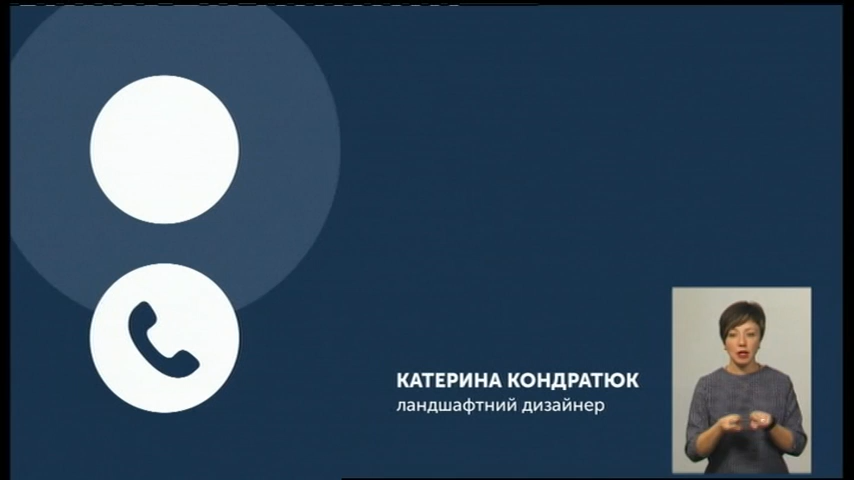 КАТЕРИНА КОНДРАТЮК
ландшафтний дизайнер